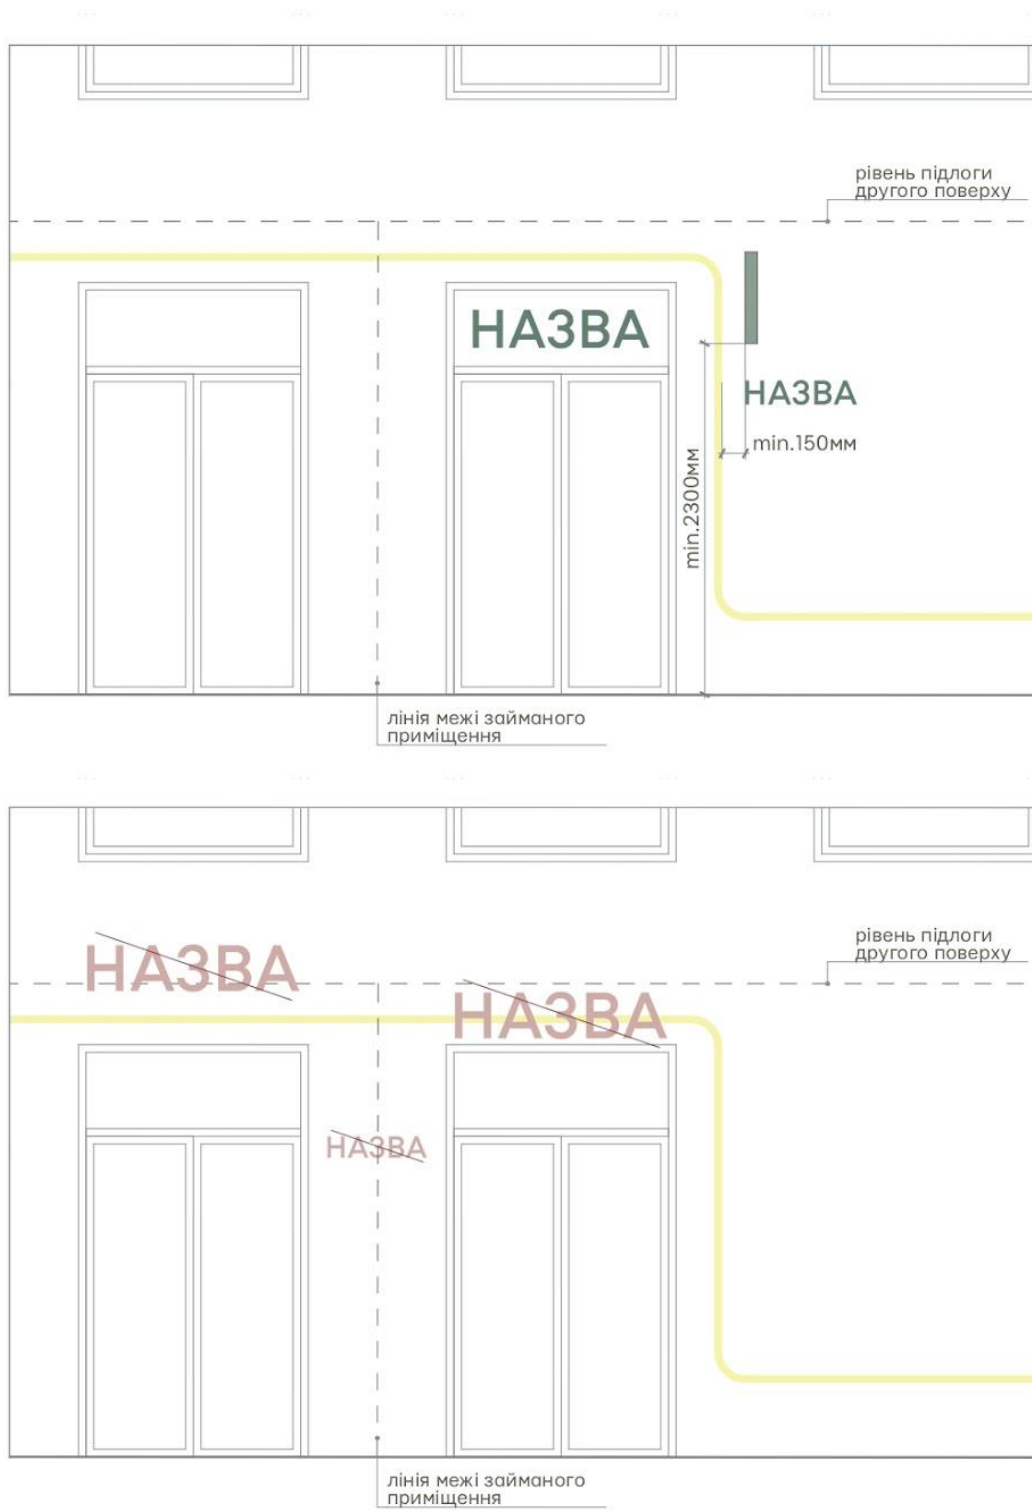 рівень підлоги
другого поверху
НАЗВА
НАЗВА
min.150мм
min.2300мм
лінія межі займаного
приміщення
рівень підлоги
другого поверху
НАЗВА
НАЗВА
НАЗВА
лінія межі займаного
приміщення